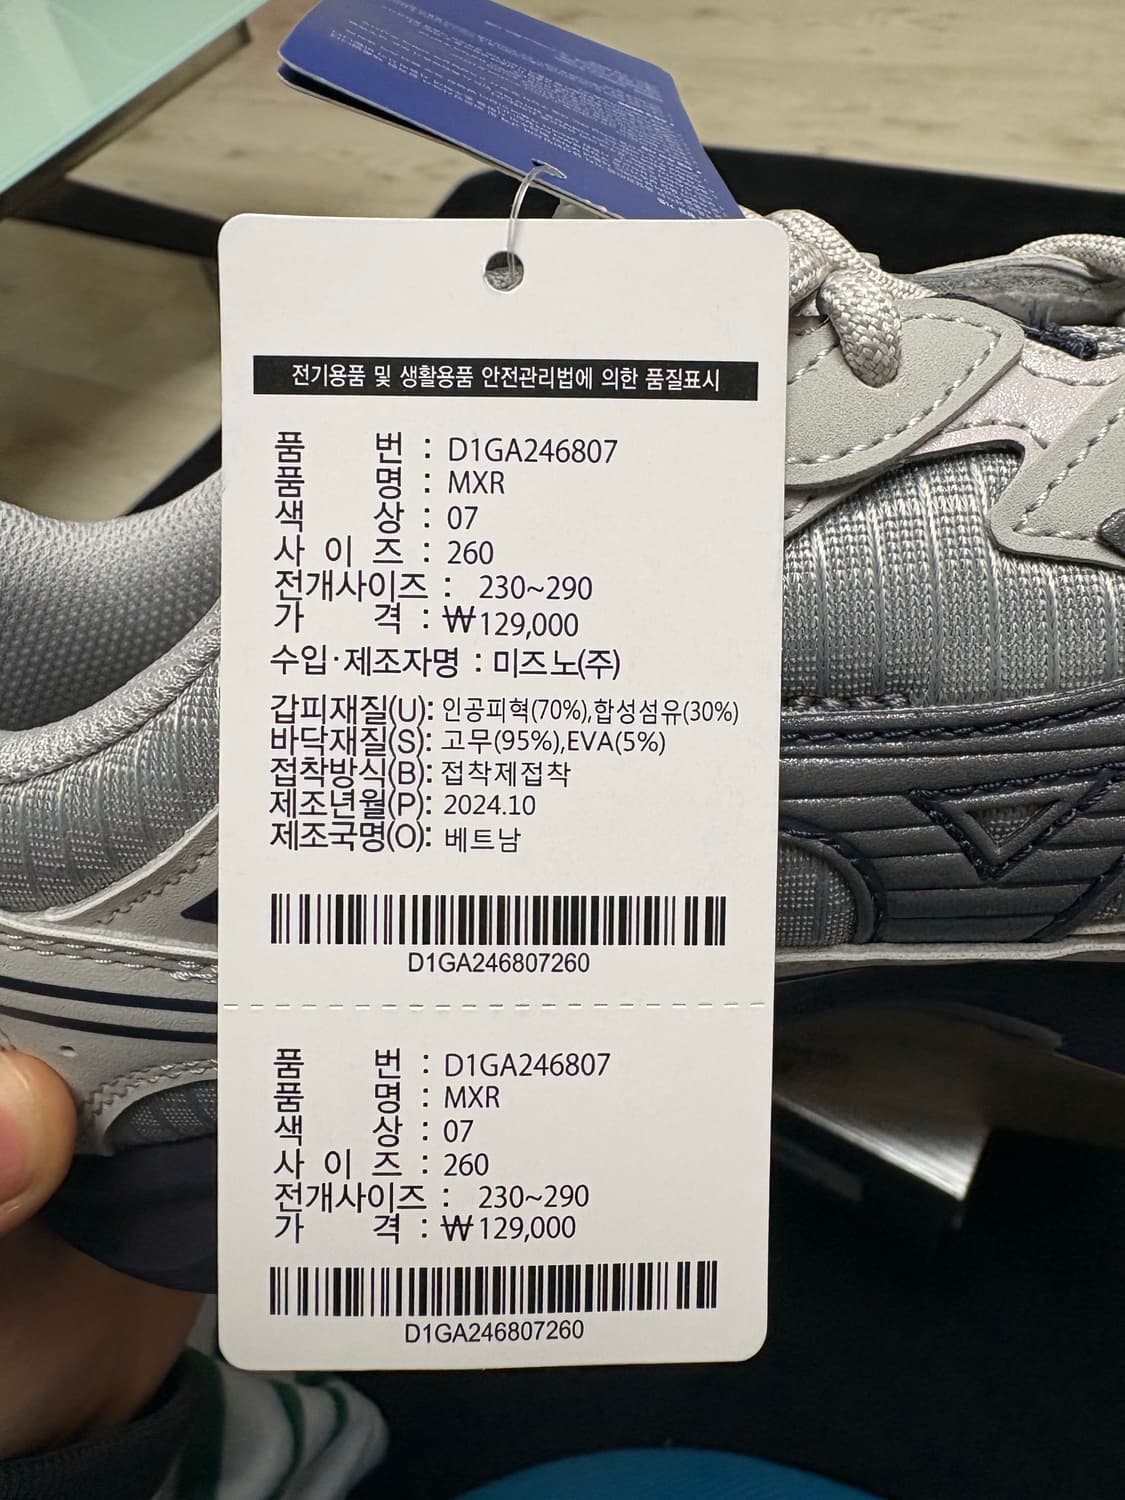 전기용품 및 생활용품 안전관리법에 의한 품질표시
품 번 : D1GA246807
품 명 : MXR
색 상 : 07
사 이 즈 : 260
전개사이즈 : 230~290
가 격 : ₩129,000
수입·제조자명 : 미즈노(주)
갑피재질(U): 인공피혁(70%),합성섬유(30%)
바닥재질(S): 고무(95%),EVA(5%)
접착방식(B): 접착제접착
제조년월(P): 2024.10
제조국명(O): 베트남
D1GA246807260
품 번 : D1GA246807
품 명 : MXR
색 상 : 07
사 이 즈 : 260
전개사이즈 : 230~290
가 격 : ₩129,000
D1GA246807260